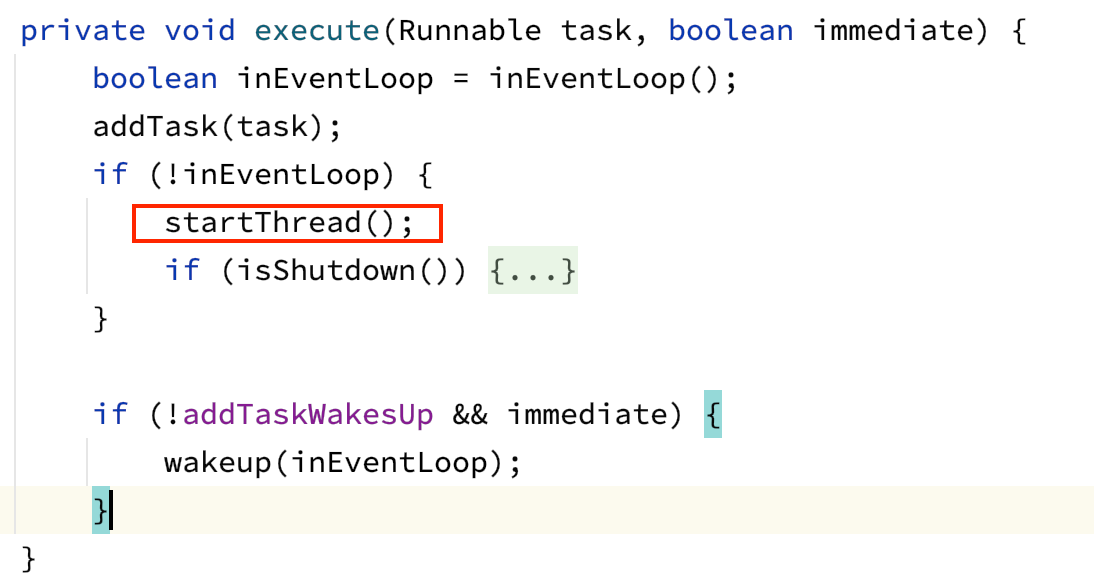 private void execute(Runnable task, boolean immediate) {
boolean inEventLoop = inEventLoop();
addTask(task);
if (!inEventLoop) {
startThread();
if (isShutdown()) {...}
}
if (!addTaskWakesUp && immediate) {
wakeup(inEventLoop);
}
}